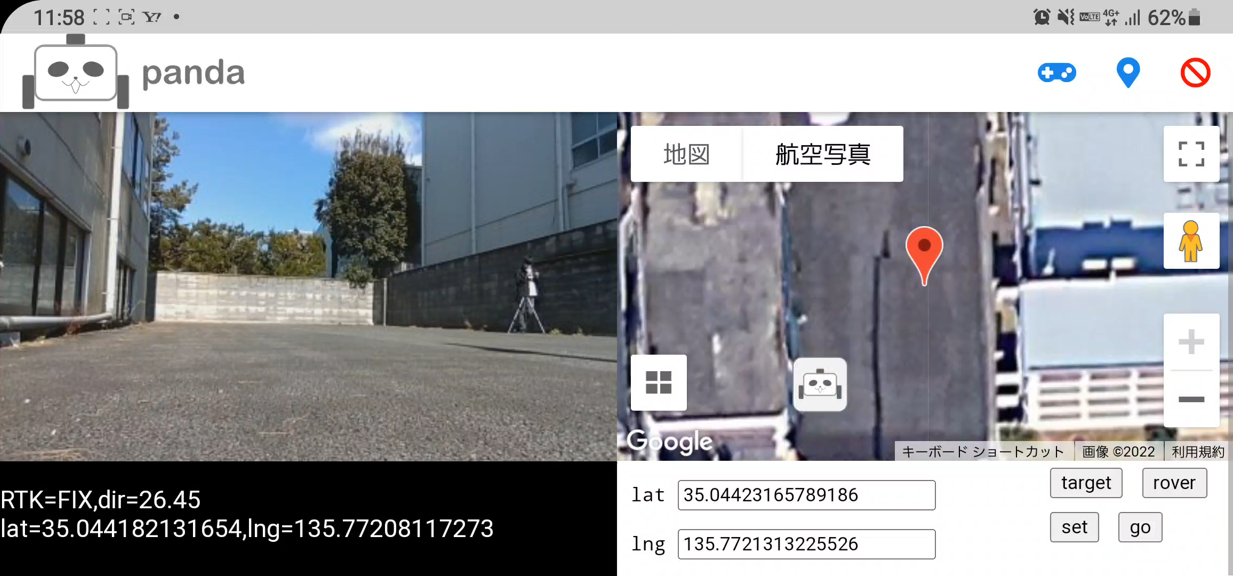 11:58
4G+
62%
panda
地図
航空写真
Google
キーボード ショートカット
画像 ©2022
利用規約
RTK=FIX,dir=26.45
lat=35.044182131654,lng=135.77208117273
lat 35.04423165789186
lng 135.7721313225526
target
rover
set
go